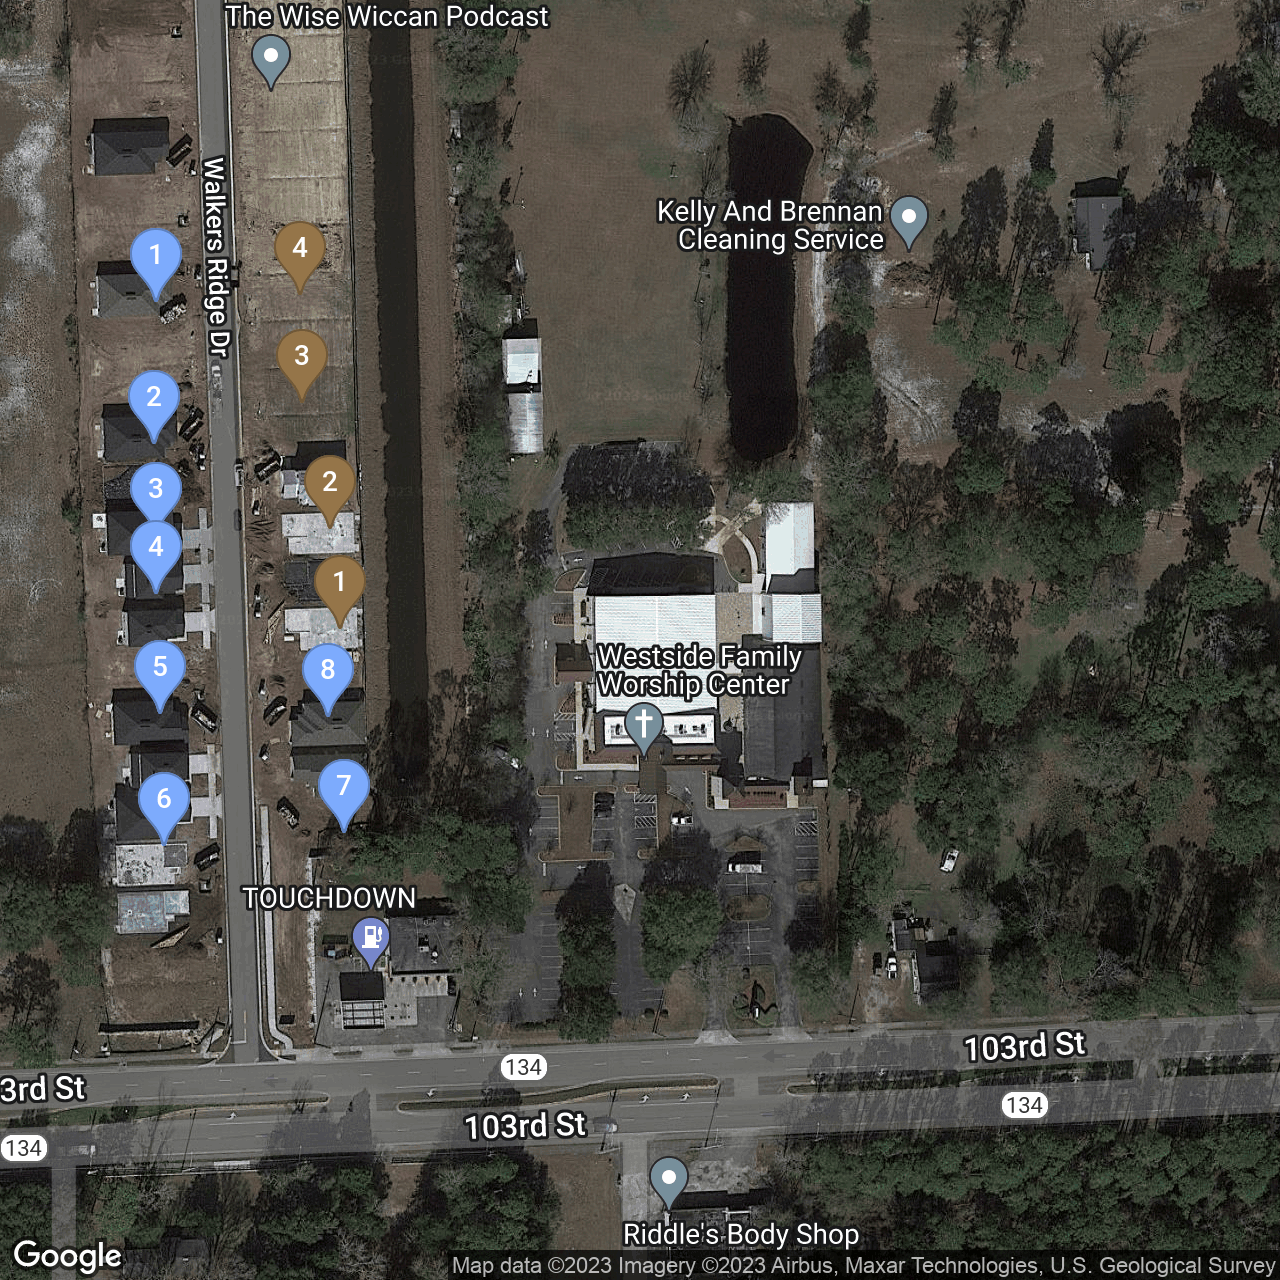 The Wise Wiccan Podcast
Walkers Ridge Dr
Kelly And Brennan
Cleaning Service
1
4
3
2
2
3
1
4
5
8
6
7
Westside Family
Worship Center
TOUCHDOWN
103rd St
134
3rd St
134
103rd St
134
Riddle's Body Shop
Google
Map data ©2023 Imagery ©2023 Airbus, Maxar Technologies, U.S. Geological Survey